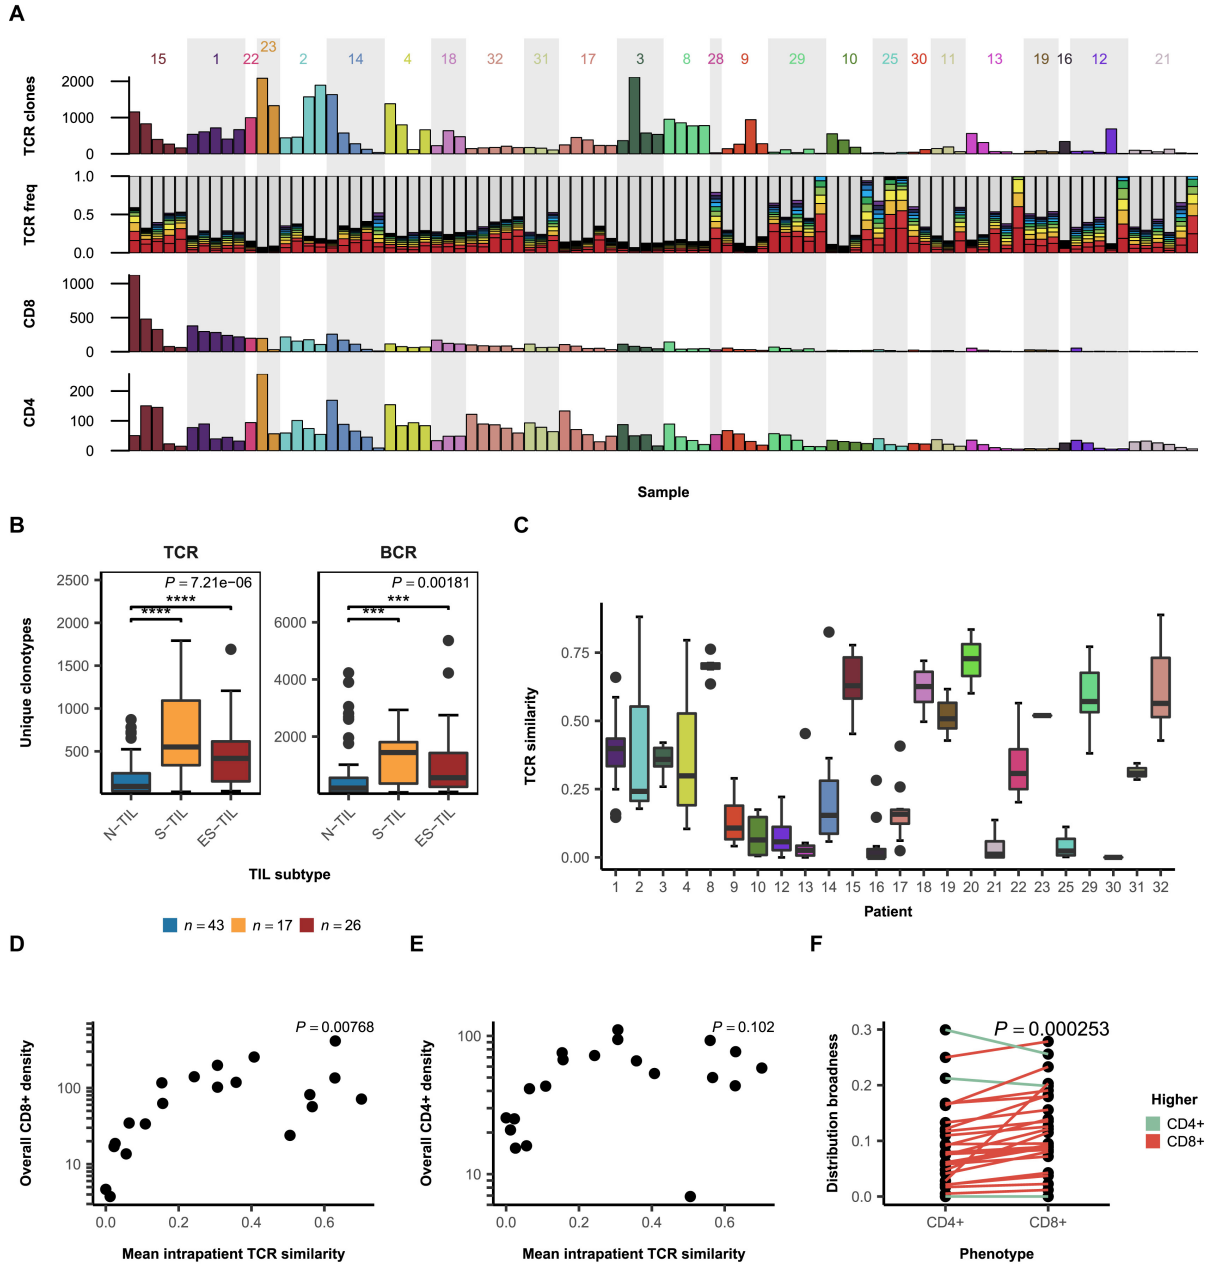 A
15 1 22 23 2 14 4 18 32 31 17 3 8 28 9 29 10 25 30 11 13 19 16 12 21
TCR clones
2000
1000
0
TCR freq
1.0
0.5
0.0
CD8
1000
500
0
CD4
200
100
0
Sample
B
TCR
BCR
Unique clonotypes
2500
2000
1500
1000
500
P = 7.21e−06
****
****
6000
4000
2000
P = 0.00181
***
***
N−TIL S−TIL ES−TIL
N−TIL S−TIL ES−TIL
TIL subtype
n = 43 n = 17 n = 26
C
TCR similarity
0.75
0.50
0.25
0.00
1 2 3 4 8 9 10 12 13 14 15 16 17 18 19 20 21 22 23 25 29 30 31 32
Patient
D
Overall CD8+ density
P = 0.00768
100
10
0.0 0.2 0.4 0.6
Mean intrapatient TCR similarity
E
Overall CD4+ density
P = 0.102
100
10
0.0 0.2 0.4 0.6
Mean intrapatient TCR similarity
F
Distribution broadness
P = 0.000253
0.3
0.2
0.1
0.0
CD4+ CD8+
Phenotype
Higher
CD4+
CD8+